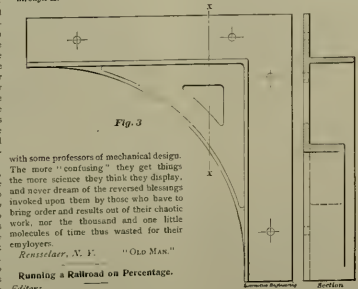 x
Fig. 3
x
with some professors of mechanical design.
The more "confusing" they get things
the more science they think they display,
and never dream of the reversed blessings
invoked upon them by those who have to
bring order and results out of their chaotic
work, nor the thousand and one little
molecules of time thus wasted for their
employers.
Rensselaer, N. Y. "OLD MAN."
Locomotive Engineering
Section
Running a Railroad on Percentage.
Editors